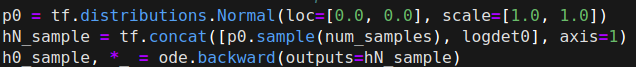 p0 = tf.distributions.Normal(loc=[0.0, 0.0], scale=[1.0, 1.0])
hN_sample = tf.concat([p0.sample(num_samples), logdet0], axis=1)
h0_sample, *_ = ode.backward(outputs=hN_sample)